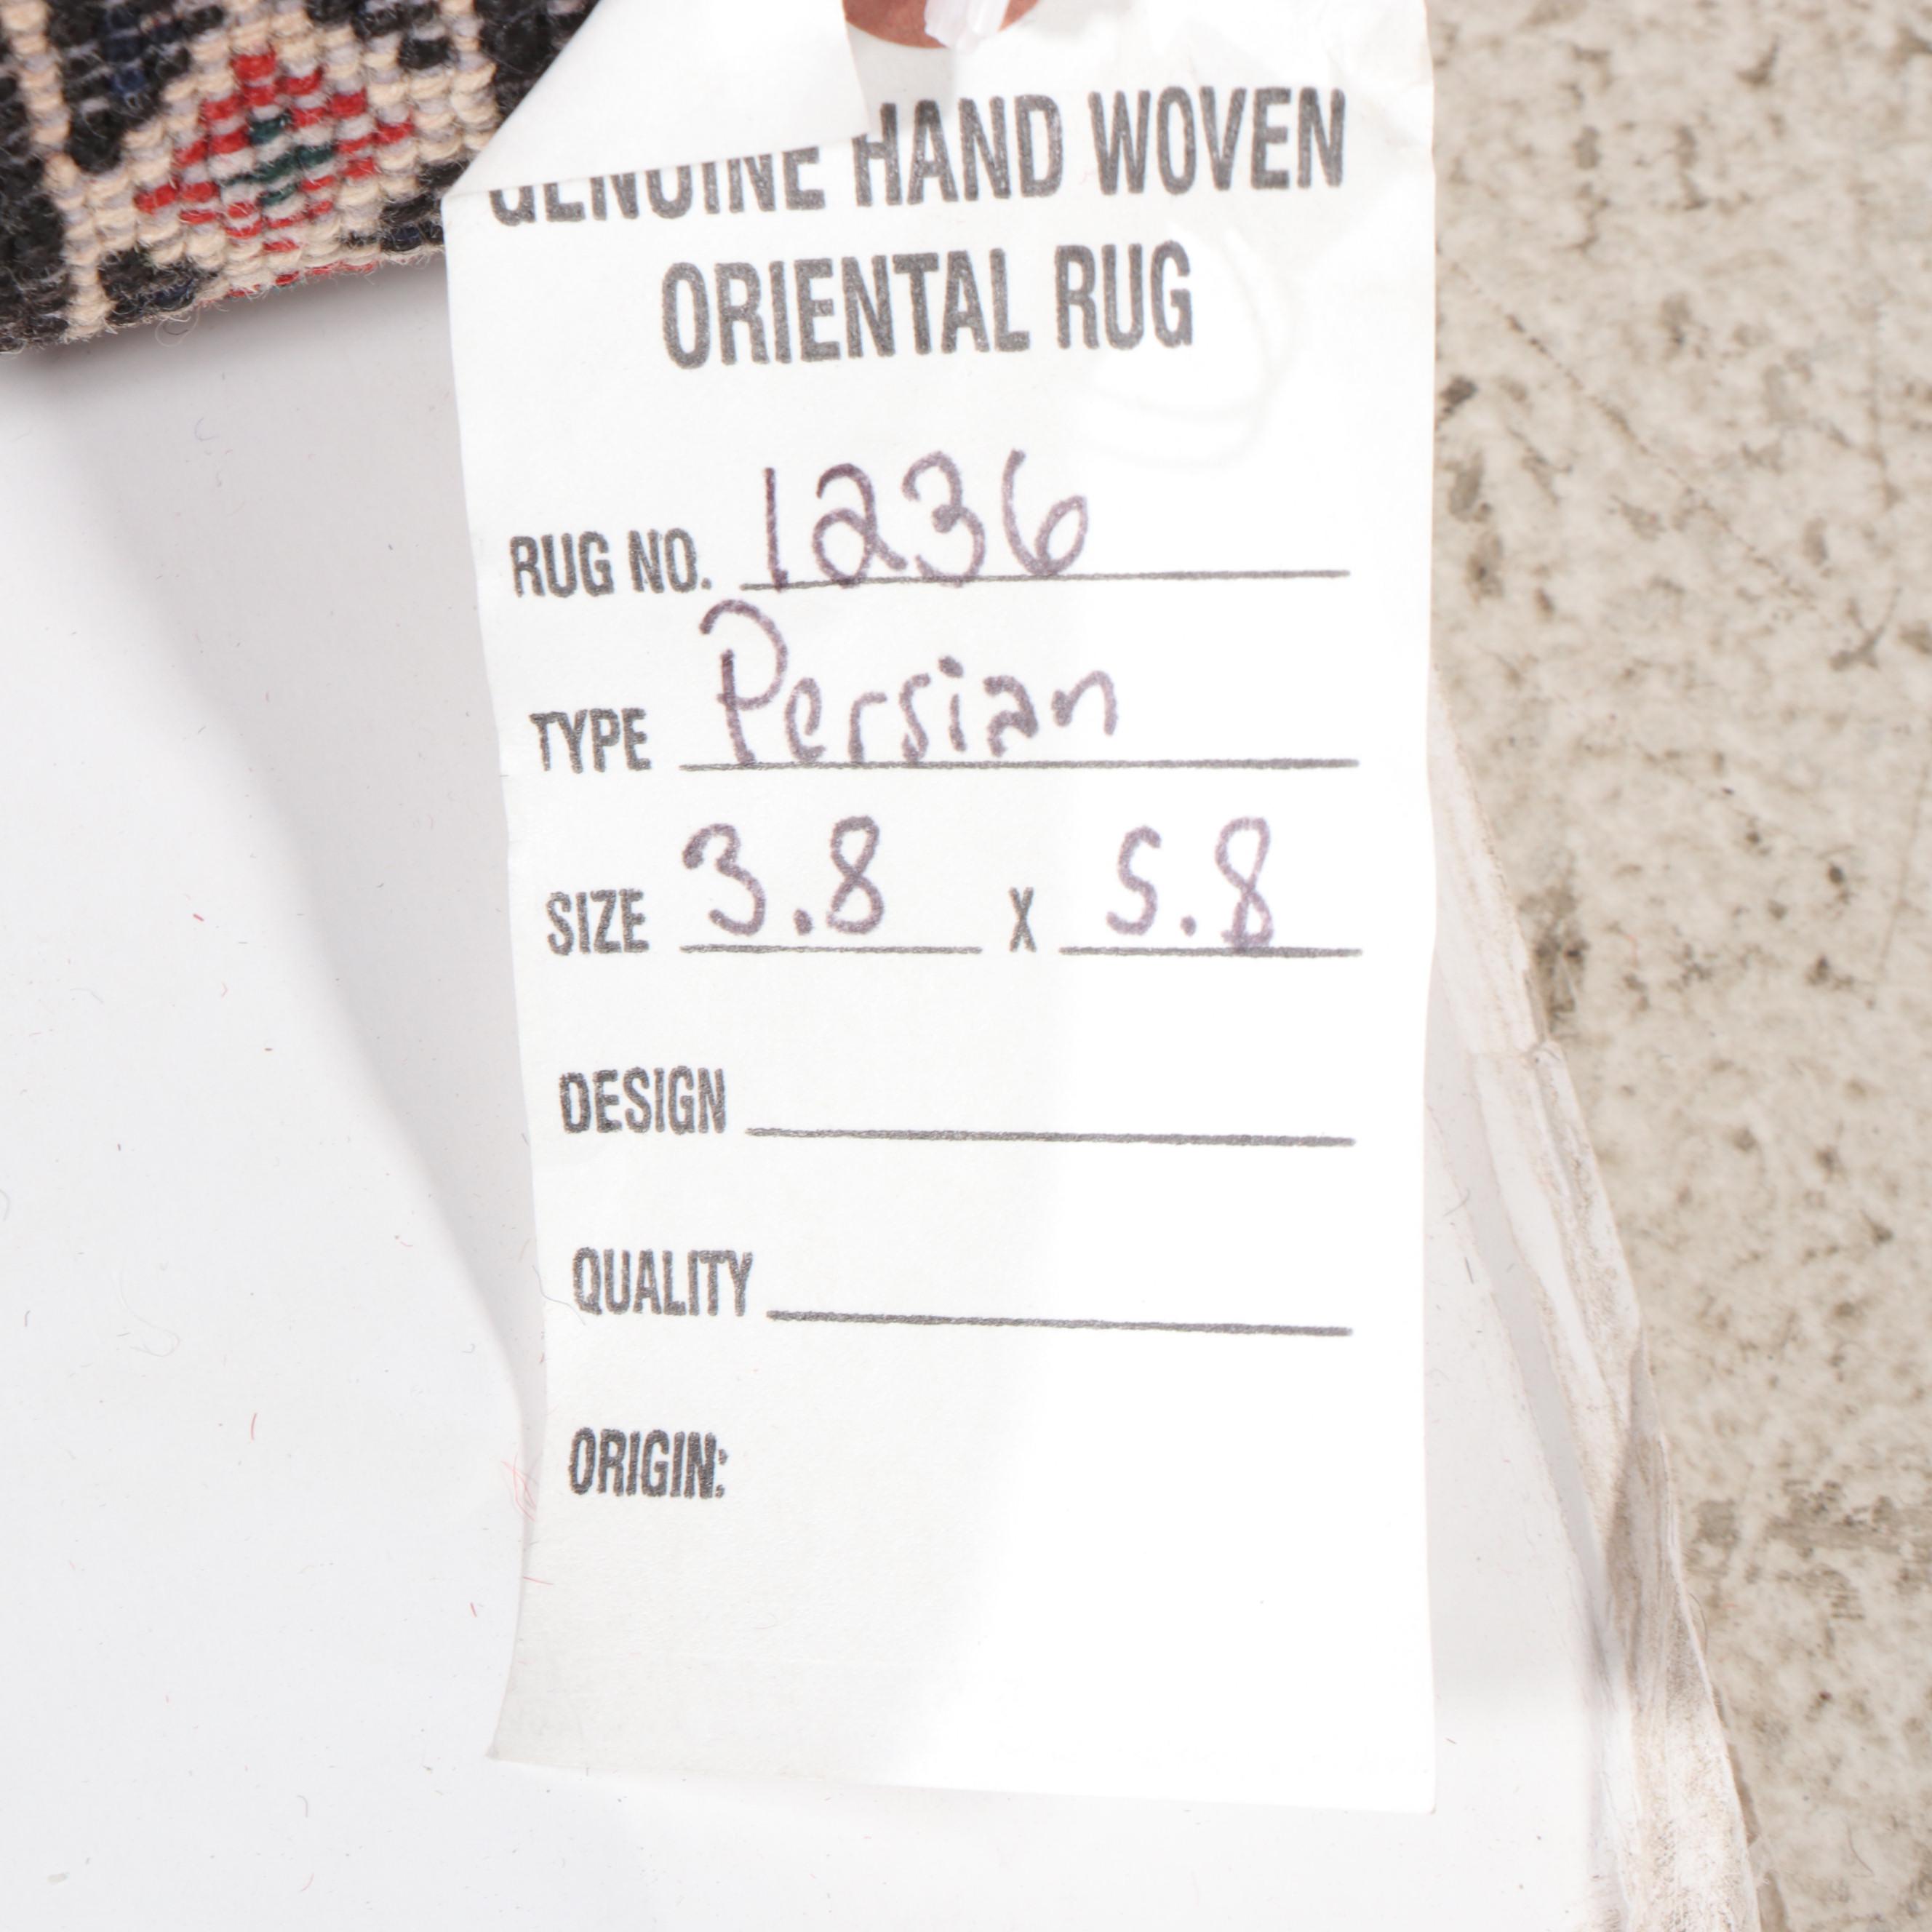 GENUINE HAND WOVEN
ORIENTAL RUG
RUG NO. 1236
TYPE Persian
SIZE 3.8 X 5.8
DESIGN
QUALITY
ORIGIN: